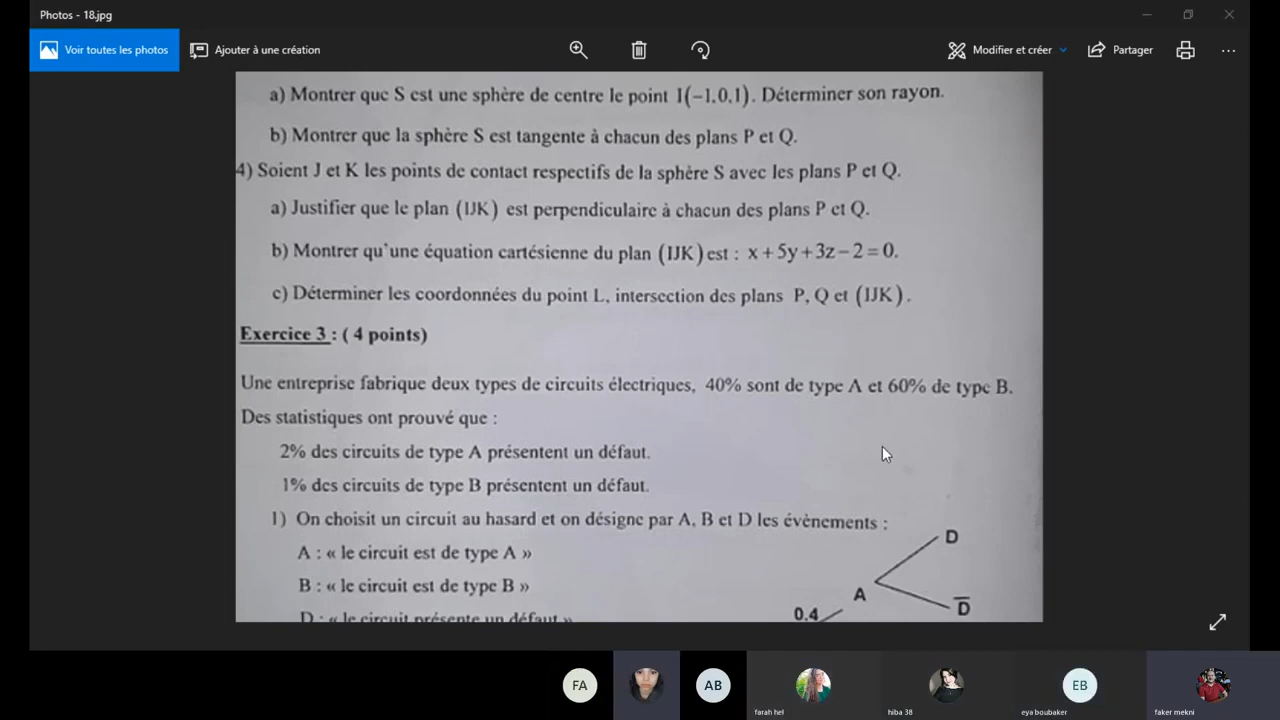 Photos - 18.jpg
Voir toutes les photos
Ajouter à une création
Modifier et créer
Partager
a) Montrer que S est une sphère de centre le point I(−1,0,1). Déterminer son rayon.
b) Montrer que la sphère S est tangente à chacun des plans P et Q.
4) Soient J et K les points de contact respectifs de la sphère S avec les plans P et Q.
a) Justifier que le plan (IJK) est perpendiculaire à chacun des plans P et Q.
b) Montrer qu'une équation cartésienne du plan (IJK) est : x + 5y + 3z − 2 = 0.
c) Déterminer les coordonnées du point L, intersection des plans P, Q et (IJK).
Exercice 3 : ( 4 points)
Une entreprise fabrique deux types de circuits électriques, 40% sont de type A et 60% de type B.
Des statistiques ont prouvé que :
2% des circuits de type A présentent un défaut.
1% des circuits de type B présentent un défaut.
1) On choisit un circuit au hasard et on désigne par A, B et D les évènements :
A : « le circuit est de type A »
B : « le circuit est de type B »
D : « le circuit présente un défaut »
D
A
D̅
0.4
FA
AB
EB
farah hel
hiba 38
eya boubaker
faker mekni